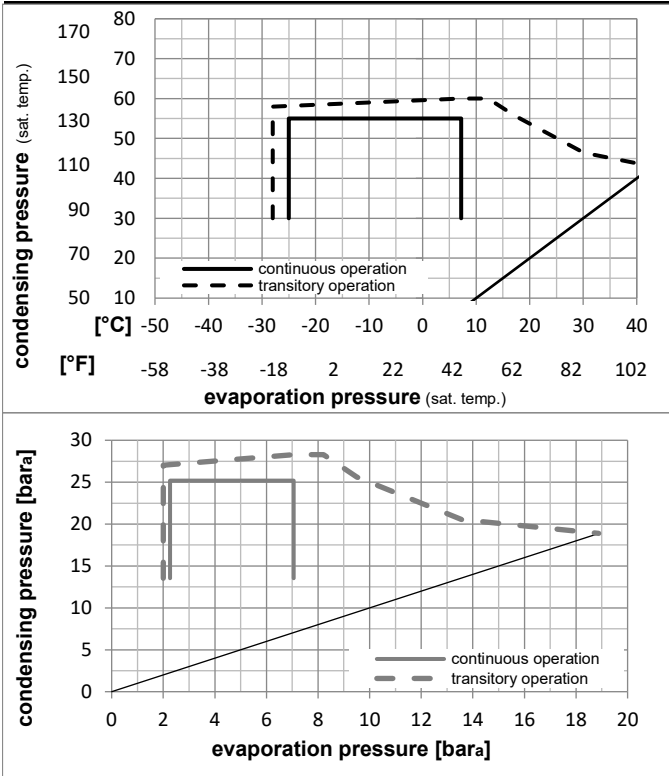 condensing pressure (sat. temp.)
170 80
70
150
60
130
50
110
40
90
30
70
20
50 10
continuous operation
transitory operation
[°C] -50 -40 -30 -20 -10 0 10 20 30 40
[°F] -58 -38 -18 2 22 42 62 82 102
evaporation pressure (sat. temp.)
condensing pressure [bara]
30
25
20
15
10
5
0
continuous operation
transitory operation
0 2 4 6 8 10 12 14 16 18 20
evaporation pressure [bara]